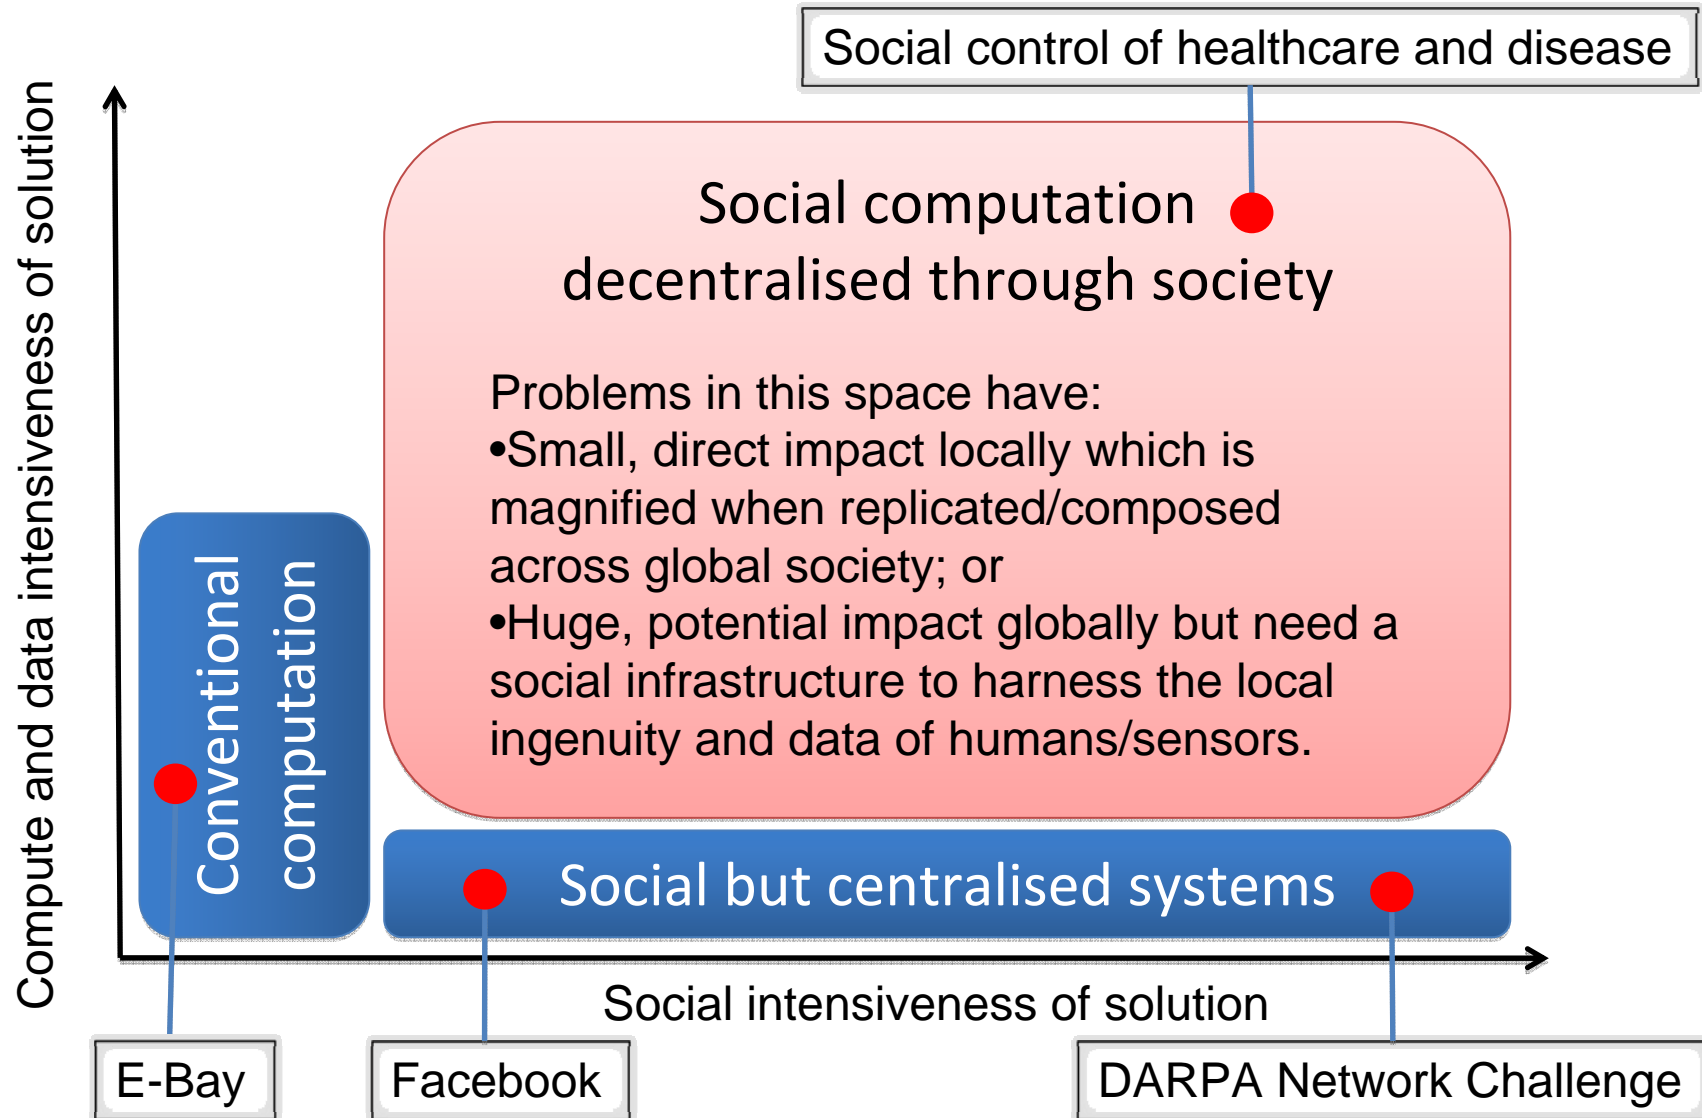 Social control of healthcare and disease
Compute and data intensiveness of solution
Social computation
decentralised through society
Problems in this space have:
•Small, direct impact locally which is
magnified when replicated/composed
across global society; or
•Huge, potential impact globally but need a
social infrastructure to harness the local
ingenuity and data of humans/sensors.
Conventional
computation
Social but centralised systems
Social intensiveness of solution
E-Bay
Facebook
DARPA Network Challenge